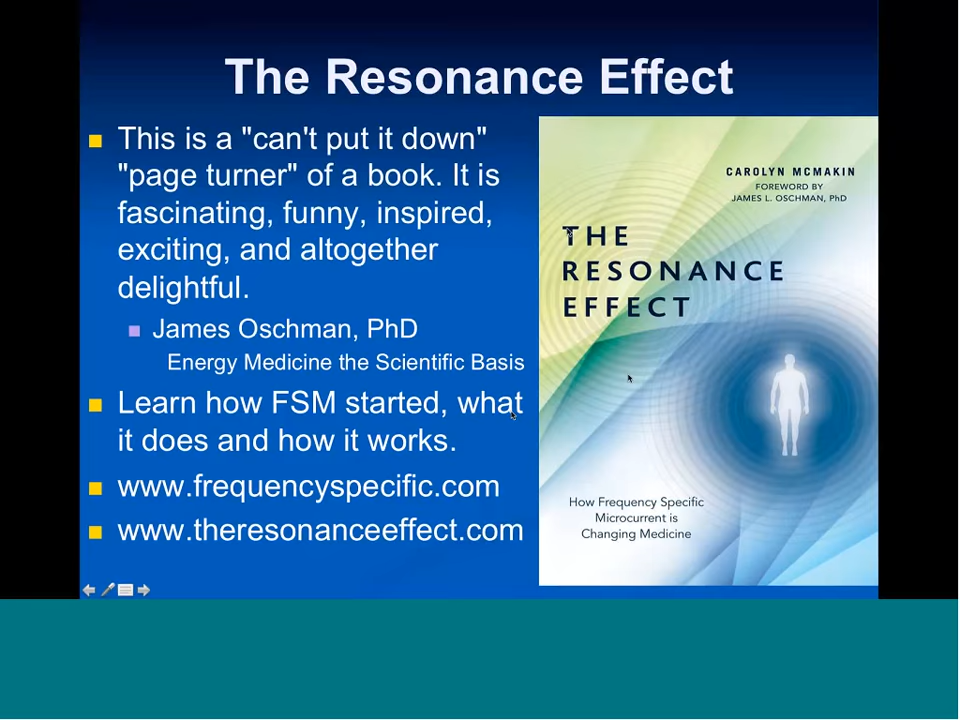 The Resonance Effect
This is a "can't put it down"
"page turner" of a book. It is
fascinating, funny, inspired,
exciting, and altogether
delightful.
James Oschman, PhD
Energy Medicine the Scientific Basis
Learn how FSM started, what
it does and how it works.
www.frequencyspecific.com
www.theresonanceeffect.com
CAROLYN MCMAKIN
FOREWORD BY
JAMES L. OSCHMAN, PhD
THE
RESONANCE
EFFECT
How Frequency Specific
Microcurrent is
Changing Medicine